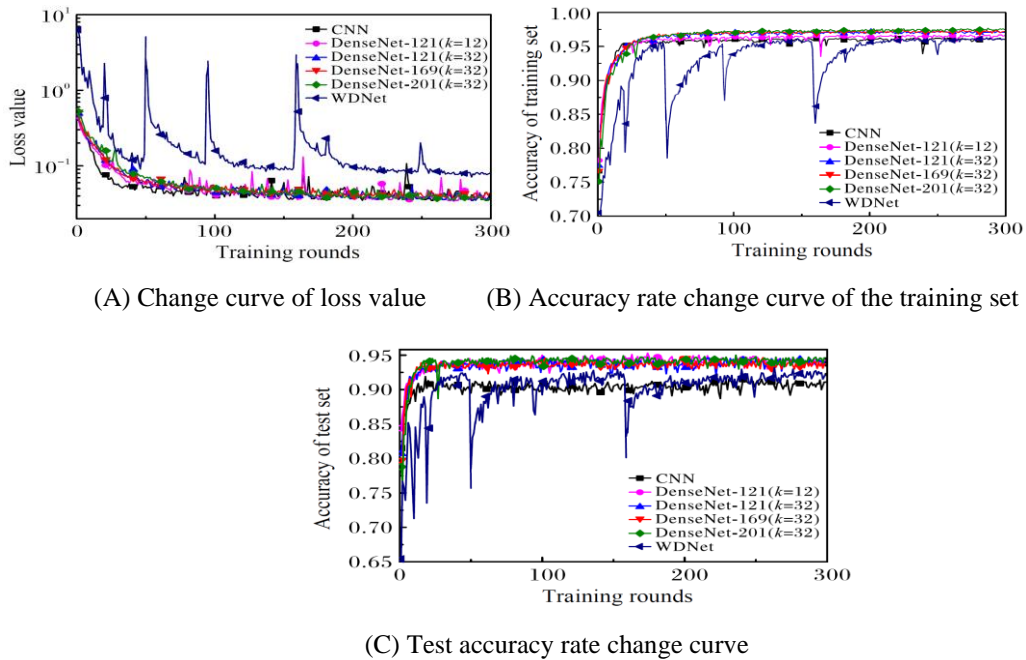 10¹
10⁰
10⁻¹
Loss value
CNN
DenseNet-121(k=12)
DenseNet-121(k=32)
DenseNet-169(k=32)
DenseNet-201(k=32)
WDNet
0 100 200 300
Training rounds
(A) Change curve of loss value
1.00
0.95
0.90
0.85
0.80
0.75
0.70
Accuracy of training set
CNN
DenseNet-121(k=12)
DenseNet-121(k=32)
DenseNet-169(k=32)
DenseNet-201(k=32)
WDNet
0 100 200 300
Training rounds
(B) Accuracy rate change curve of the training set
0.95
0.90
0.85
0.80
0.75
0.70
0.65
Accuracy of test set
CNN
DenseNet-121(k=12)
DenseNet-121(k=32)
DenseNet-169(k=32)
DenseNet-201(k=32)
WDNet
0 100 200 300
Training rounds
(C) Test accuracy rate change curve